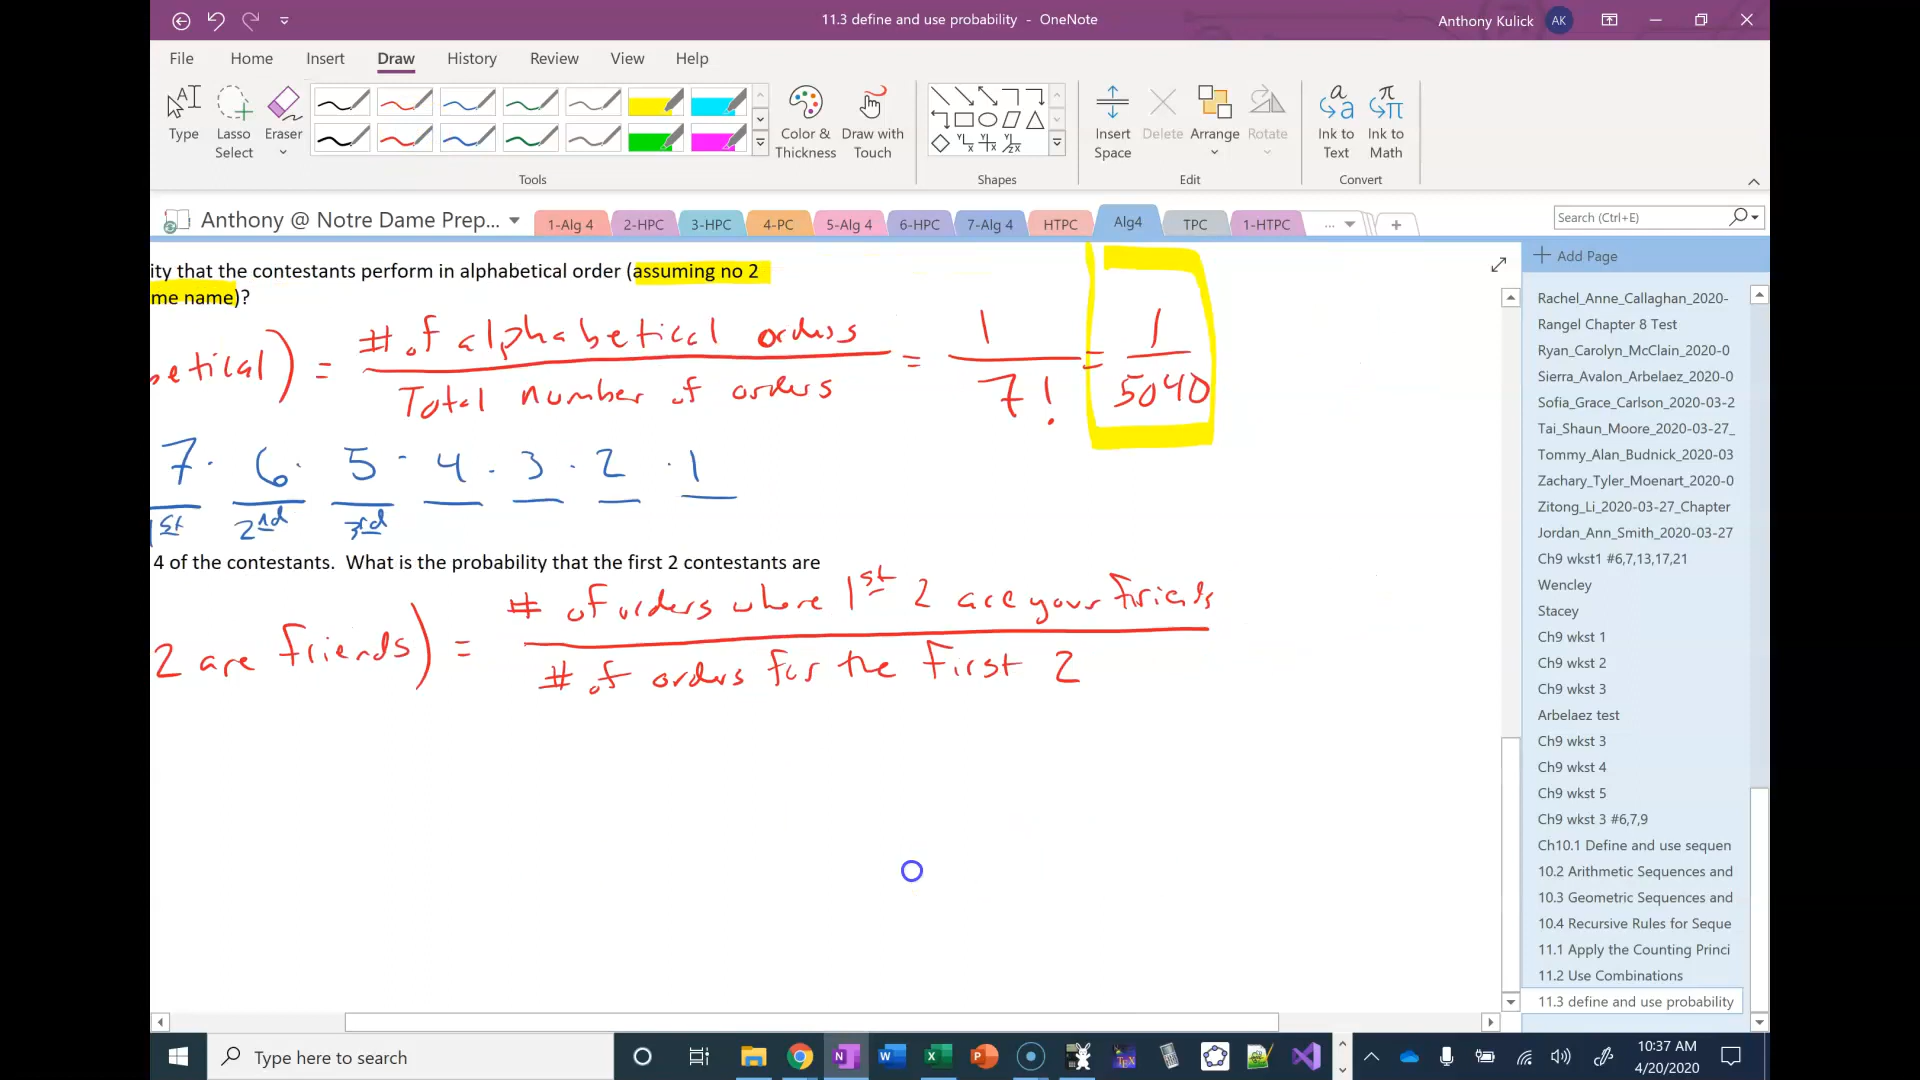 11.3 define and use probability - OneNote
Anthony Kulick AK
File Home Insert Draw History Review View Help
Type
Lasso Select
Eraser
Color & Thickness
Draw with Touch
Insert Space
Delete
Arrange
Rotate
Ink to Text
Ink to Math
Tools
Shapes
Edit
Convert
Anthony @ Notre Dame Prep...
1-Alg 4 2-HPC 3-HPC 4-PC 5-Alg 4 6-HPC 7-Alg 4 HTPC Alg4 TPC 1-HTPC ...
Search (Ctrl+E)
ity that the contestants perform in alphabetical order (assuming no 2
me name)?
betical) = # of alphabetical orders / Total number of orders = 1 / 7! = 1 / 5040
7 · 6 · 5 · 4 · 3 · 2 · 1
1st 2nd 3rd
4 of the contestants. What is the probability that the first 2 contestants are
2 are friends) = # of orders where 1st 2 are your friends / # of orders for the first 2
Add Page
Rachel_Anne_Callaghan_2020-
Rangel Chapter 8 Test
Ryan_Carolyn_McClain_2020-0
Sierra_Avalon_Arbelaez_2020-0
Sofia_Grace_Carlson_2020-03-2
Tai_Shaun_Moore_2020-03-27_
Tommy_Alan_Budnick_2020-03
Zachary_Tyler_Moenart_2020-0
Zitong_Li_2020-03-27_Chapter
Jordan_Ann_Smith_2020-03-27
Ch9 wkst1 #6,7,13,17,21
Wencley
Stacey
Ch9 wkst 1
Ch9 wkst 2
Ch9 wkst 3
Arbelaez test
Ch9 wkst 3
Ch9 wkst 4
Ch9 wkst 5
Ch9 wkst 3 #6,7,9
Ch10.1 Define and use sequen
10.2 Arithmetic Sequences and
10.3 Geometric Sequences and
10.4 Recursive Rules for Seque
11.1 Apply the Counting Princi
11.2 Use Combinations
11.3 define and use probability
Type here to search
10:37 AM
4/20/2020